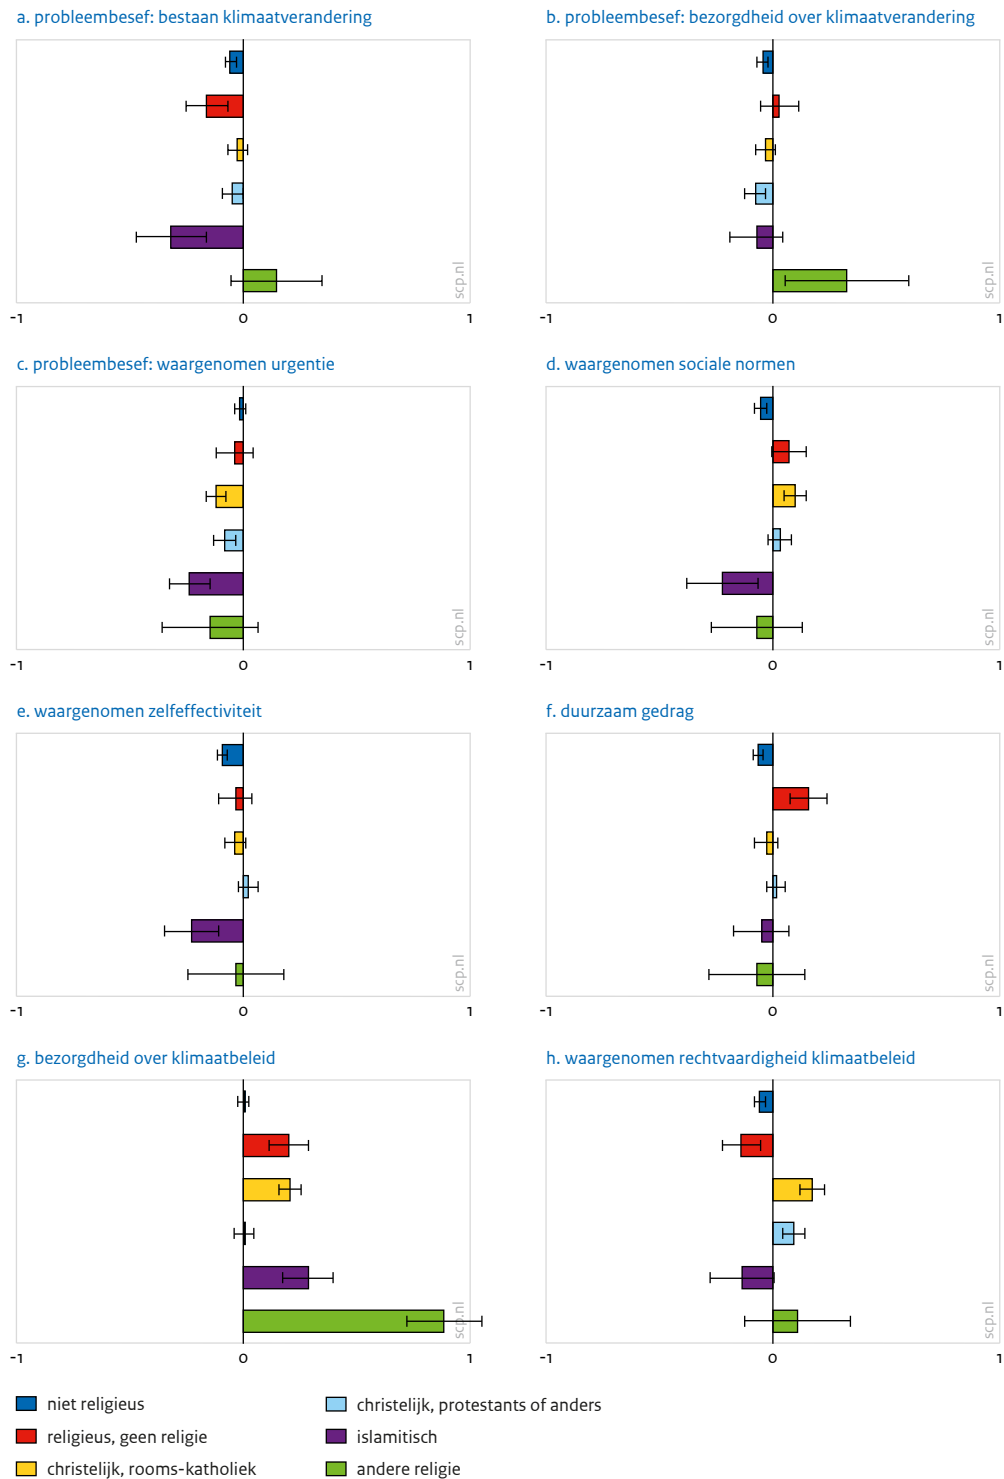 a. probleembesef: bestaan klimaatverandering
b. probleembesef: bezorgdheid over klimaatverandering
scp.nl
scp.nl
-1 0 1
-1 0 1
c. probleembesef: waargenomen urgentie
d. waargenomen sociale normen
scp.nl
scp.nl
-1 0 1
-1 0 1
e. waargenomen zelfeffectiviteit
f. duurzaam gedrag
scp.nl
scp.nl
-1 0 1
-1 0 1
g. bezorgdheid over klimaatbeleid
h. waargenomen rechtvaardigheid klimaatbeleid
scp.nl
scp.nl
-1 0 1
-1 0 1
niet religieus
religieus, geen religie
christelijk, rooms-katholiek
christelijk, protestants of anders
islamitisch
andere religie